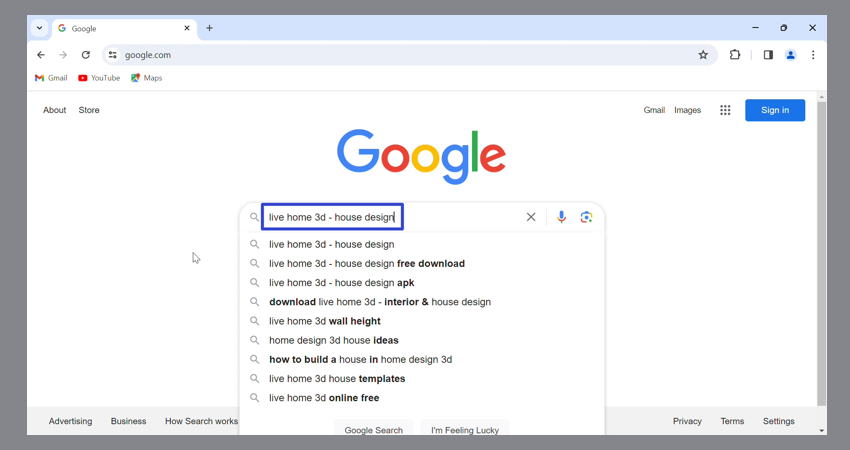 Google
google.com
Gmail YouTube Maps
About Store Gmail Images Sign in
Google
live home 3d - house design
live home 3d - house design
live home 3d - house design free download
live home 3d - house design apk
download live home 3d - interior & house design
live home 3d wall height
home design 3d house ideas
how to build a house in home design 3d
live home 3d house templates
live home 3d online free
Advertising Business How Search works Privacy Terms Settings
Google Search I'm Feeling Lucky